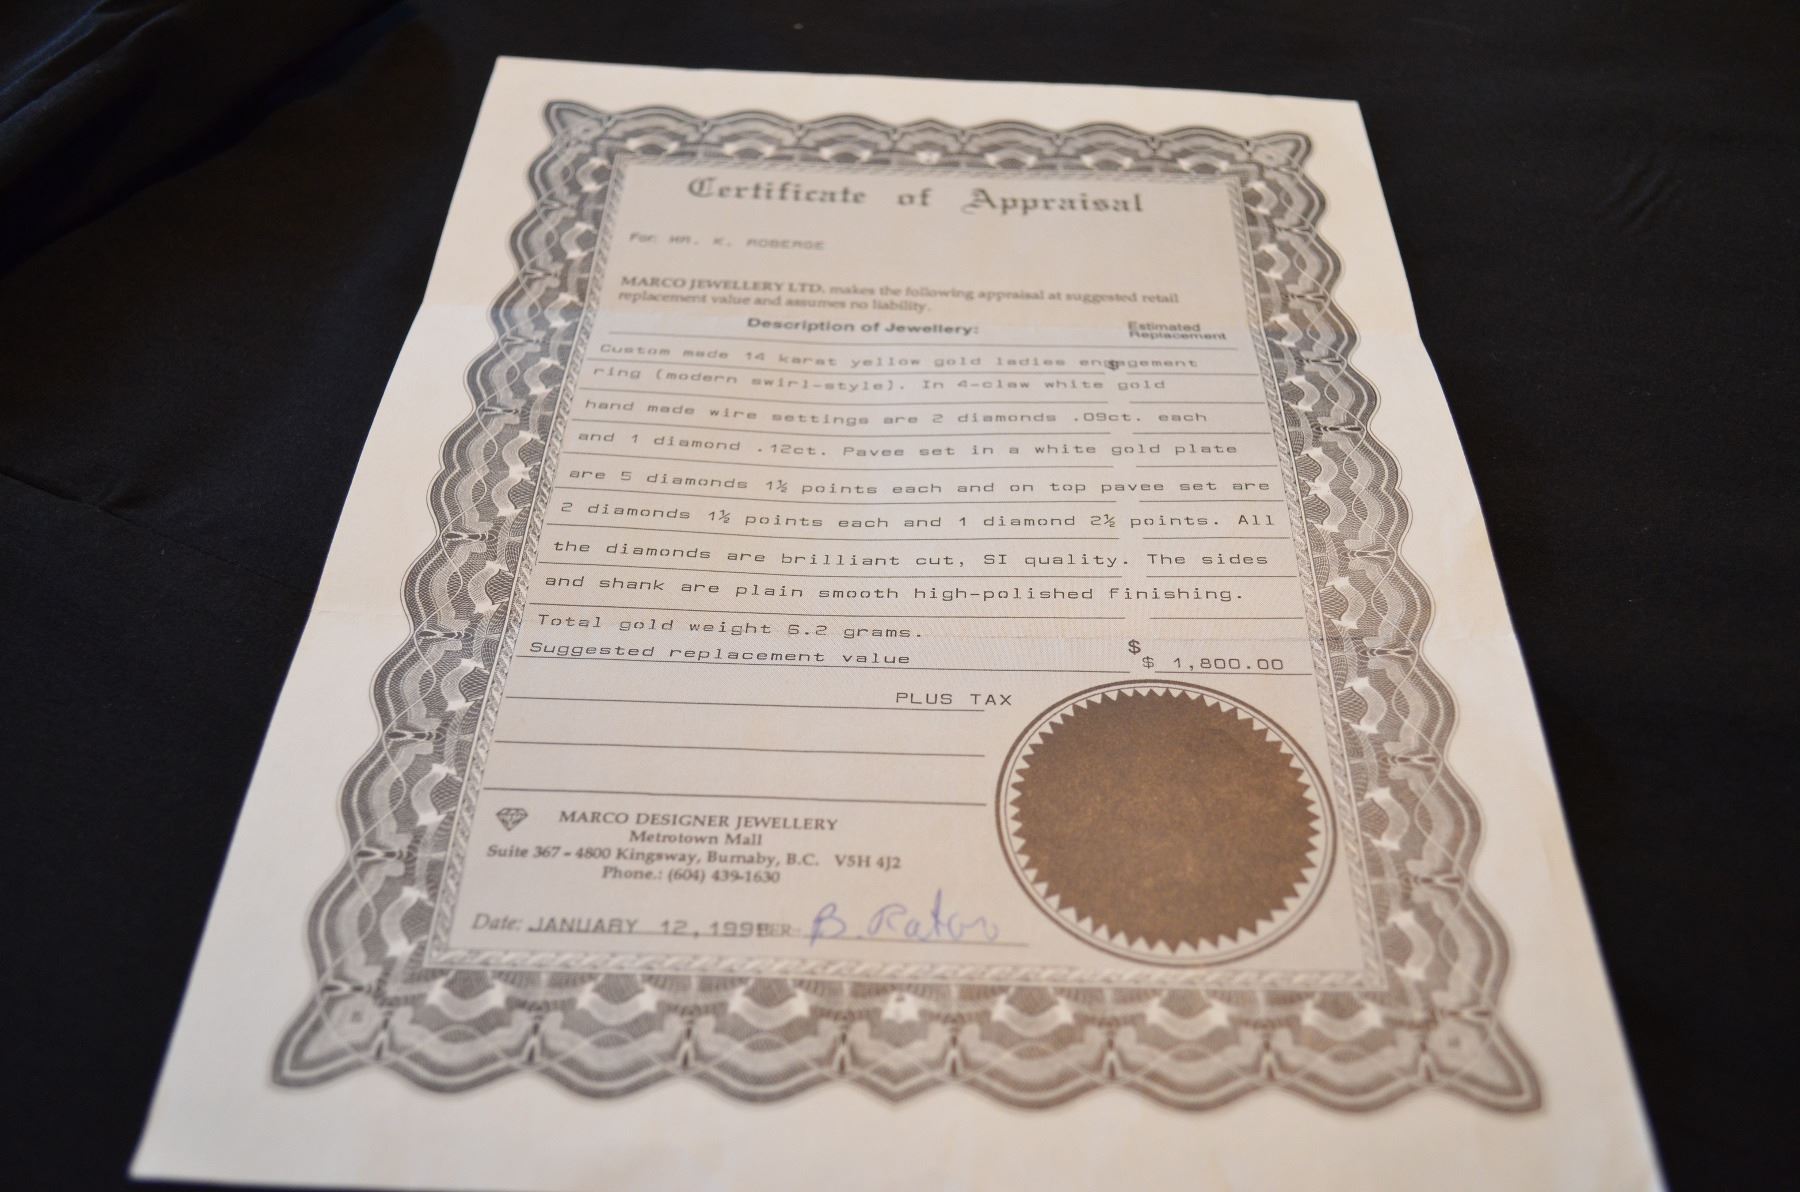 Certificate of Appraisal
For: MR. K. ROBERGE
MARCO JEWELLERY LTD. makes the following appraisal at suggested retail
replacement value and assumes no liability.
Description of Jewellery: Estimated
Replacement
Custom made 14 karat yellow gold ladies engagement
$
ring (modern swirl-style). In 4-claw white gold
hand made wire settings are 2 diamonds .09ct. each
and 1 diamond .12ct. Pavee set in a white gold plate
are 5 diamonds 1½ points each and on top pavee set are
2 diamonds 1½ points each and 1 diamond 2½ points. All
the diamonds are brilliant cut, SI quality. The sides
and shank are plain smooth high-polished finishing.
Total gold weight 6.2 grams.
$
Suggested replacement value $ 1,800.00
PLUS TAX
MARCO DESIGNER JEWELLERY
Metrotown Mall
Suite 367 - 4800 Kingsway, Burnaby, B.C. V5H 4J2
Phone.: (604) 439-1630
Date: JANUARY 12, PER: B.